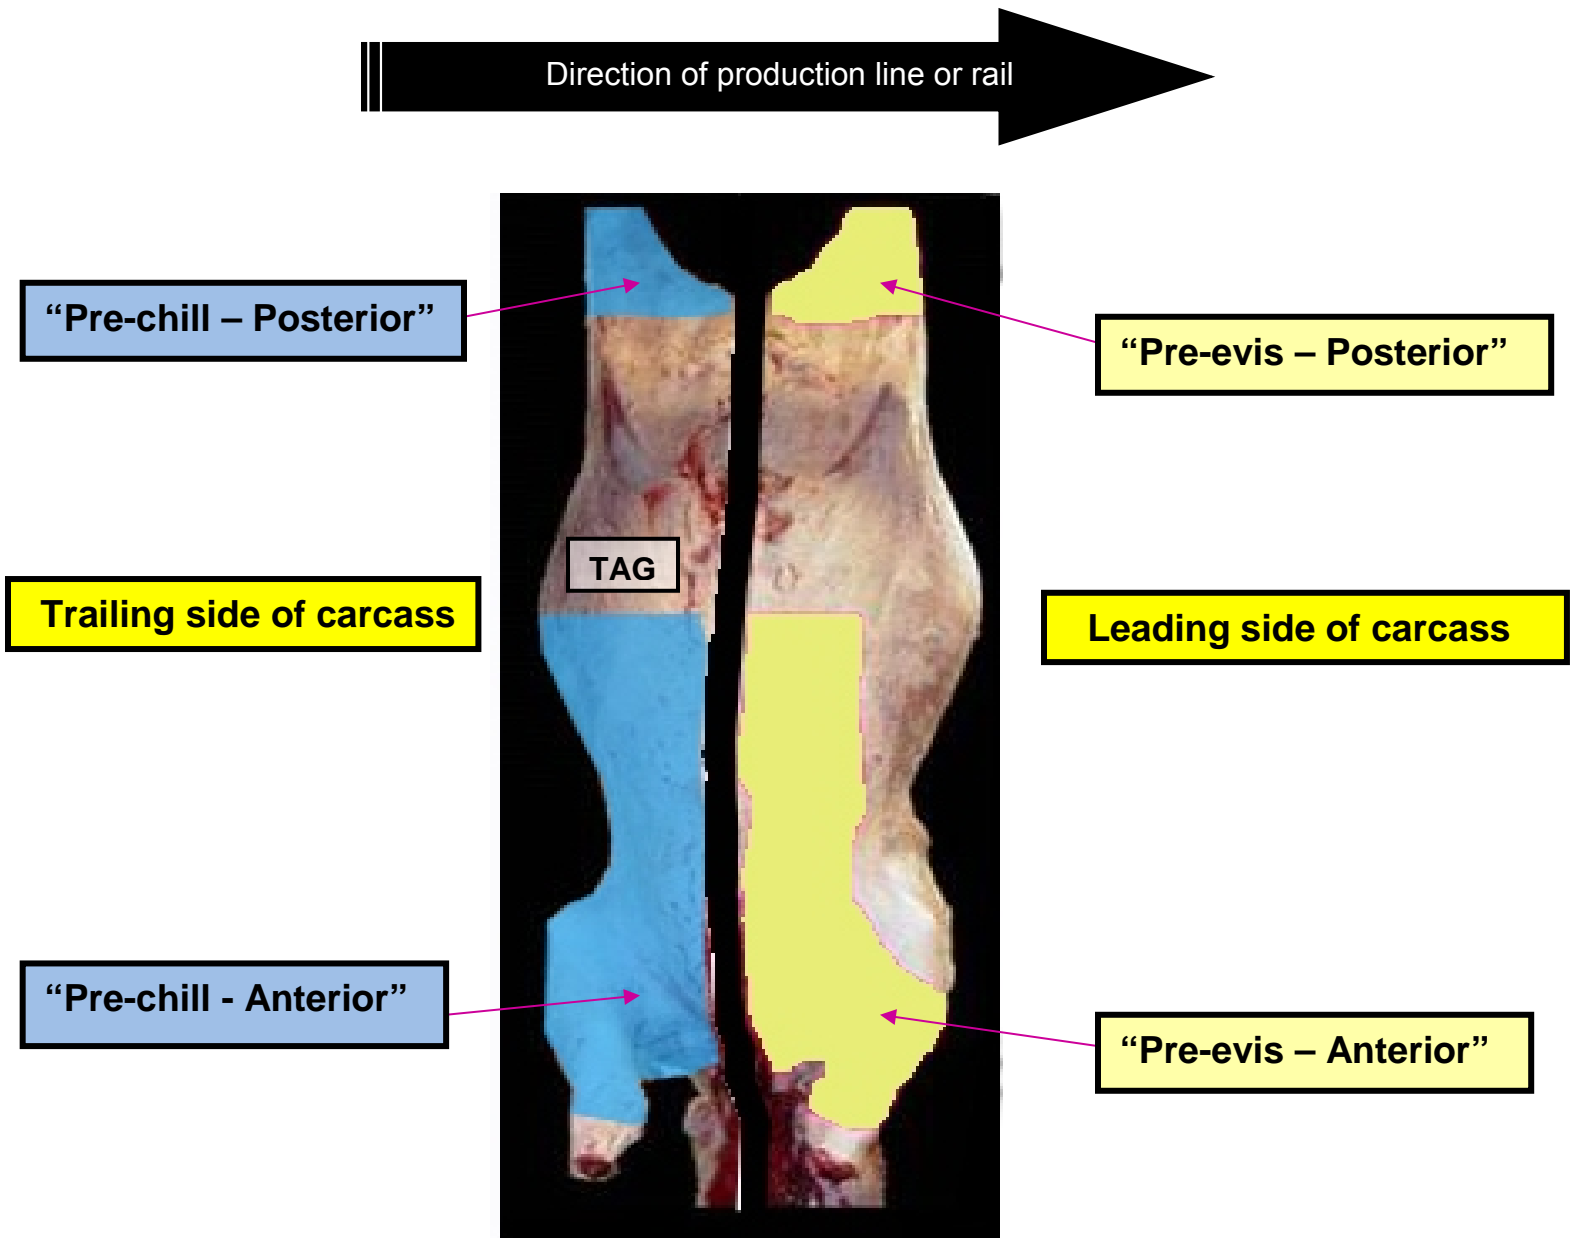 Direction of production line or rail
“Pre-chill – Posterior”
“Pre-evis – Posterior”
TAG
Trailing side of carcass
Leading side of carcass
“Pre-chill - Anterior”
“Pre-evis – Anterior”